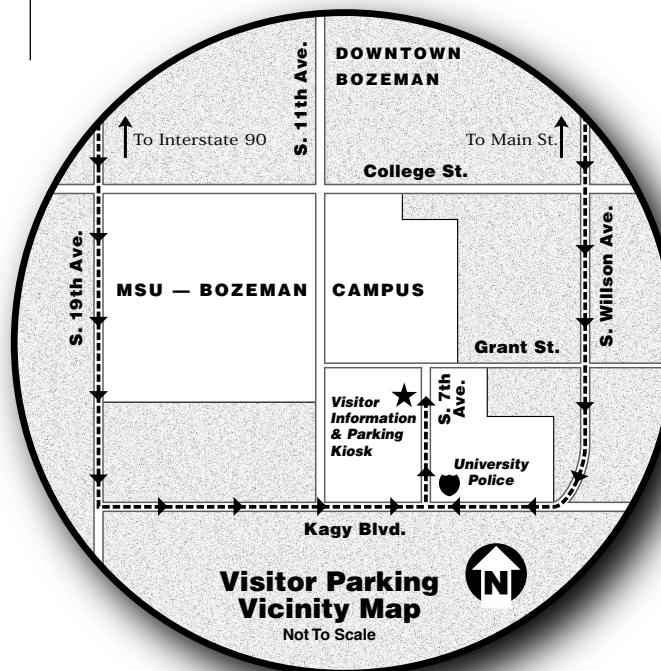 DOWNTOWN
BOZEMAN
S. 11th Ave.
To Interstate 90
To Main St.
College St.
S. 19th Ave.
MSU — BOZEMAN CAMPUS
S. Willson Ave.
Grant St.
Visitor
Information
& Parking
Kiosk
S. 7th
Ave.
University
Police
Kagy Blvd.
Visitor Parking
Vicinity Map
Not To Scale
N